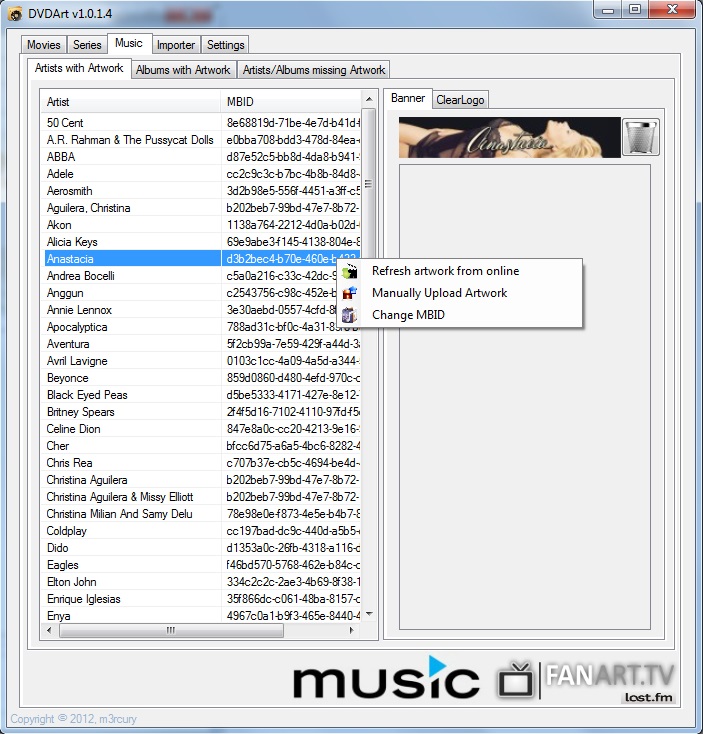 DVDArt v1.0.1.4
Movies Series Music Importer Settings
Artists with Artwork Albums with Artwork Artists/Albums missing Artwork
Artist MBID
Banner ClearLogo
Anastacia
50 Cent 8e68819d-71be-4e7d-b41d-f
A.R. Rahman & The Pussycat Dolls e0bba708-bdd3-478d-84ea-
ABBA d87e52c5-bb8d-4da8-b941-
Adele cc2c9c3c-b7bc-4b8b-84d8-
Aerosmith 3d2b98e5-556f-4451-a3ff-c5
Aguilera, Christina b202beb7-99bd-47e7-8b72-
Akon 1138a764-2212-4d0a-b02d-
Alicia Keys 69e9abe3-f145-4138-804e-
Anastacia d3b2bec4-b70e-460e-b433-
Andrea Bocelli c5a0a216-c33c-42dc-
Anggun c2543756-c98c-452e-
Annie Lennox 3e30aebd-0557-4cfd-8
Apocalyptica 788ad31c-bf0c-4a31-
Aventura 5f2cb99a-7e59-429f-a44d-3
Avril Lavigne 0103c1cc-4a09-4a5d-a344-
Beyonce 859d0860-d480-4efd-970c-
Black Eyed Peas d5be5333-4171-427e-8e12-
Britney Spears 2f4f5d16-7102-4110-97fd-f5
Celine Dion 847e8a0c-cc20-4213-9e16-
Cher bfcc6d75-a6a5-4bc6-8282-4
Chris Rea c707b37e-cb5c-4694-be4d-
Christina Aguilera b202beb7-99bd-47e7-8b72-
Christina Aguilera & Missy Elliott b202beb7-99bd-47e7-8b72-
Christina Milian And Samy Delu 78e98e0e-f873-4e5e-b4b7-8
Coldplay cc197bad-dc9c-440d-a5b5-
Dido d1353a0c-26fb-4318-a116-d
Eagles f46bd570-5768-462e-b84c-
Elton John 334c2c2c-2ae3-4b69-8f38-1
Enrique Iglesias 35f866dc-c061-48ba-8157-c
Enya 4967c0a1-b9f3-465e-8440-4
Refresh artwork from online
Manually Upload Artwork
Change MBID
music FANART.TV
lost.fm
Copyright © 2012, m3rcury